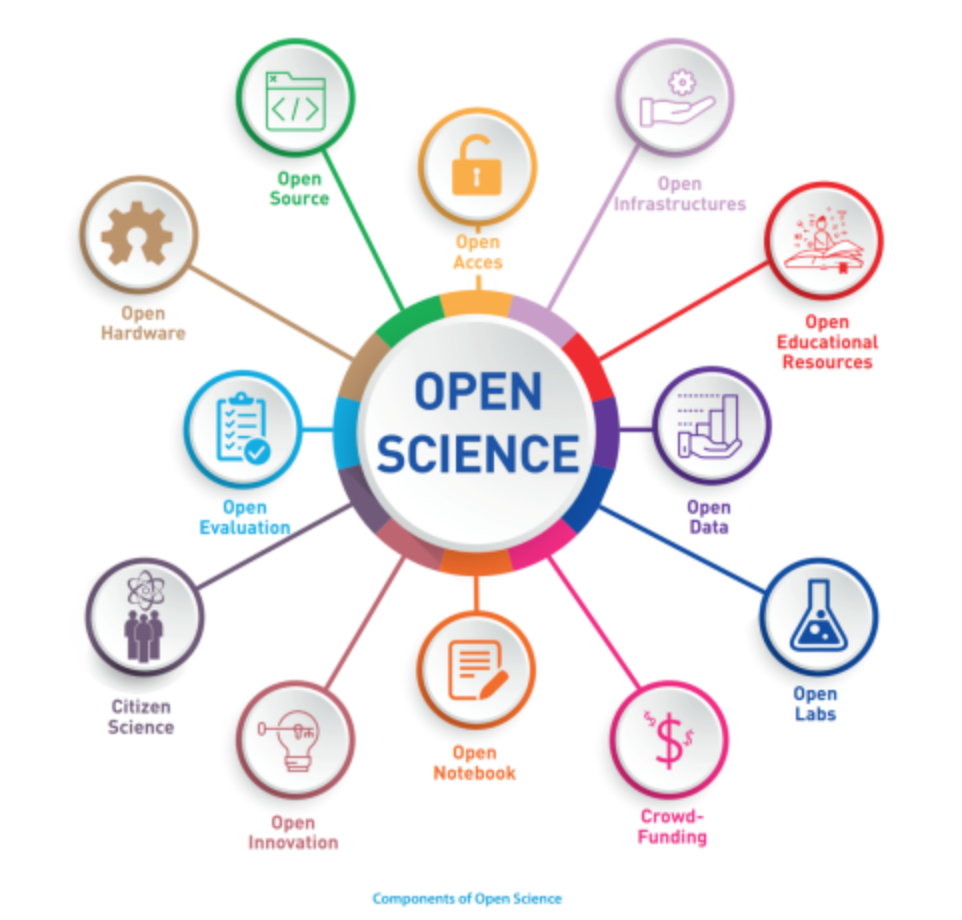 Open
Source
Open
Acces
Open
Infrastructures
Open
Hardware
Open
Educational
Resources
OPEN
SCIENCE
Open
Evaluation
Open
Data
Citizen
Science
Open
Labs
Open
Notebook
Open
Innovation
Crowd-
Funding
Components of Open Science